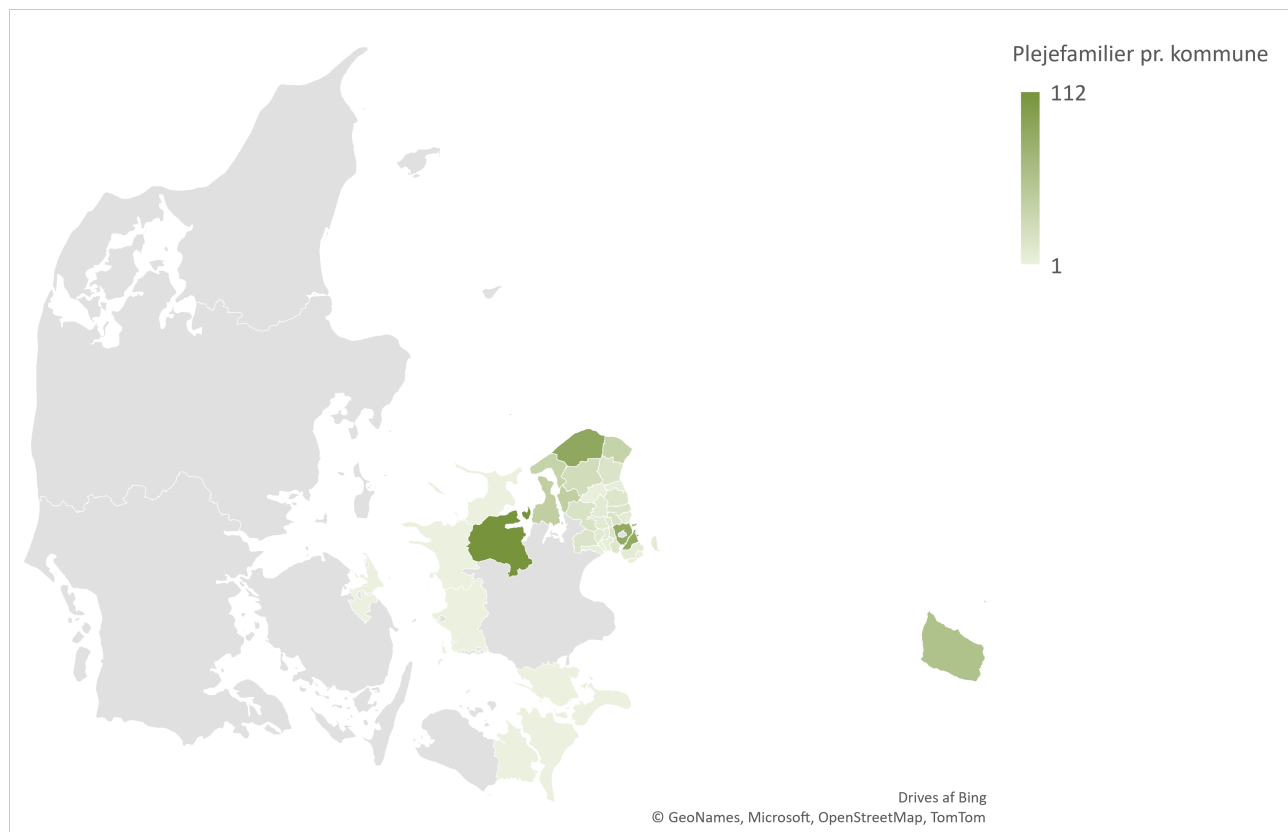 Plejefamilier pr. kommune
112
1
Drives af Bing
© GeoNames, Microsoft, OpenStreetMap, TomTom